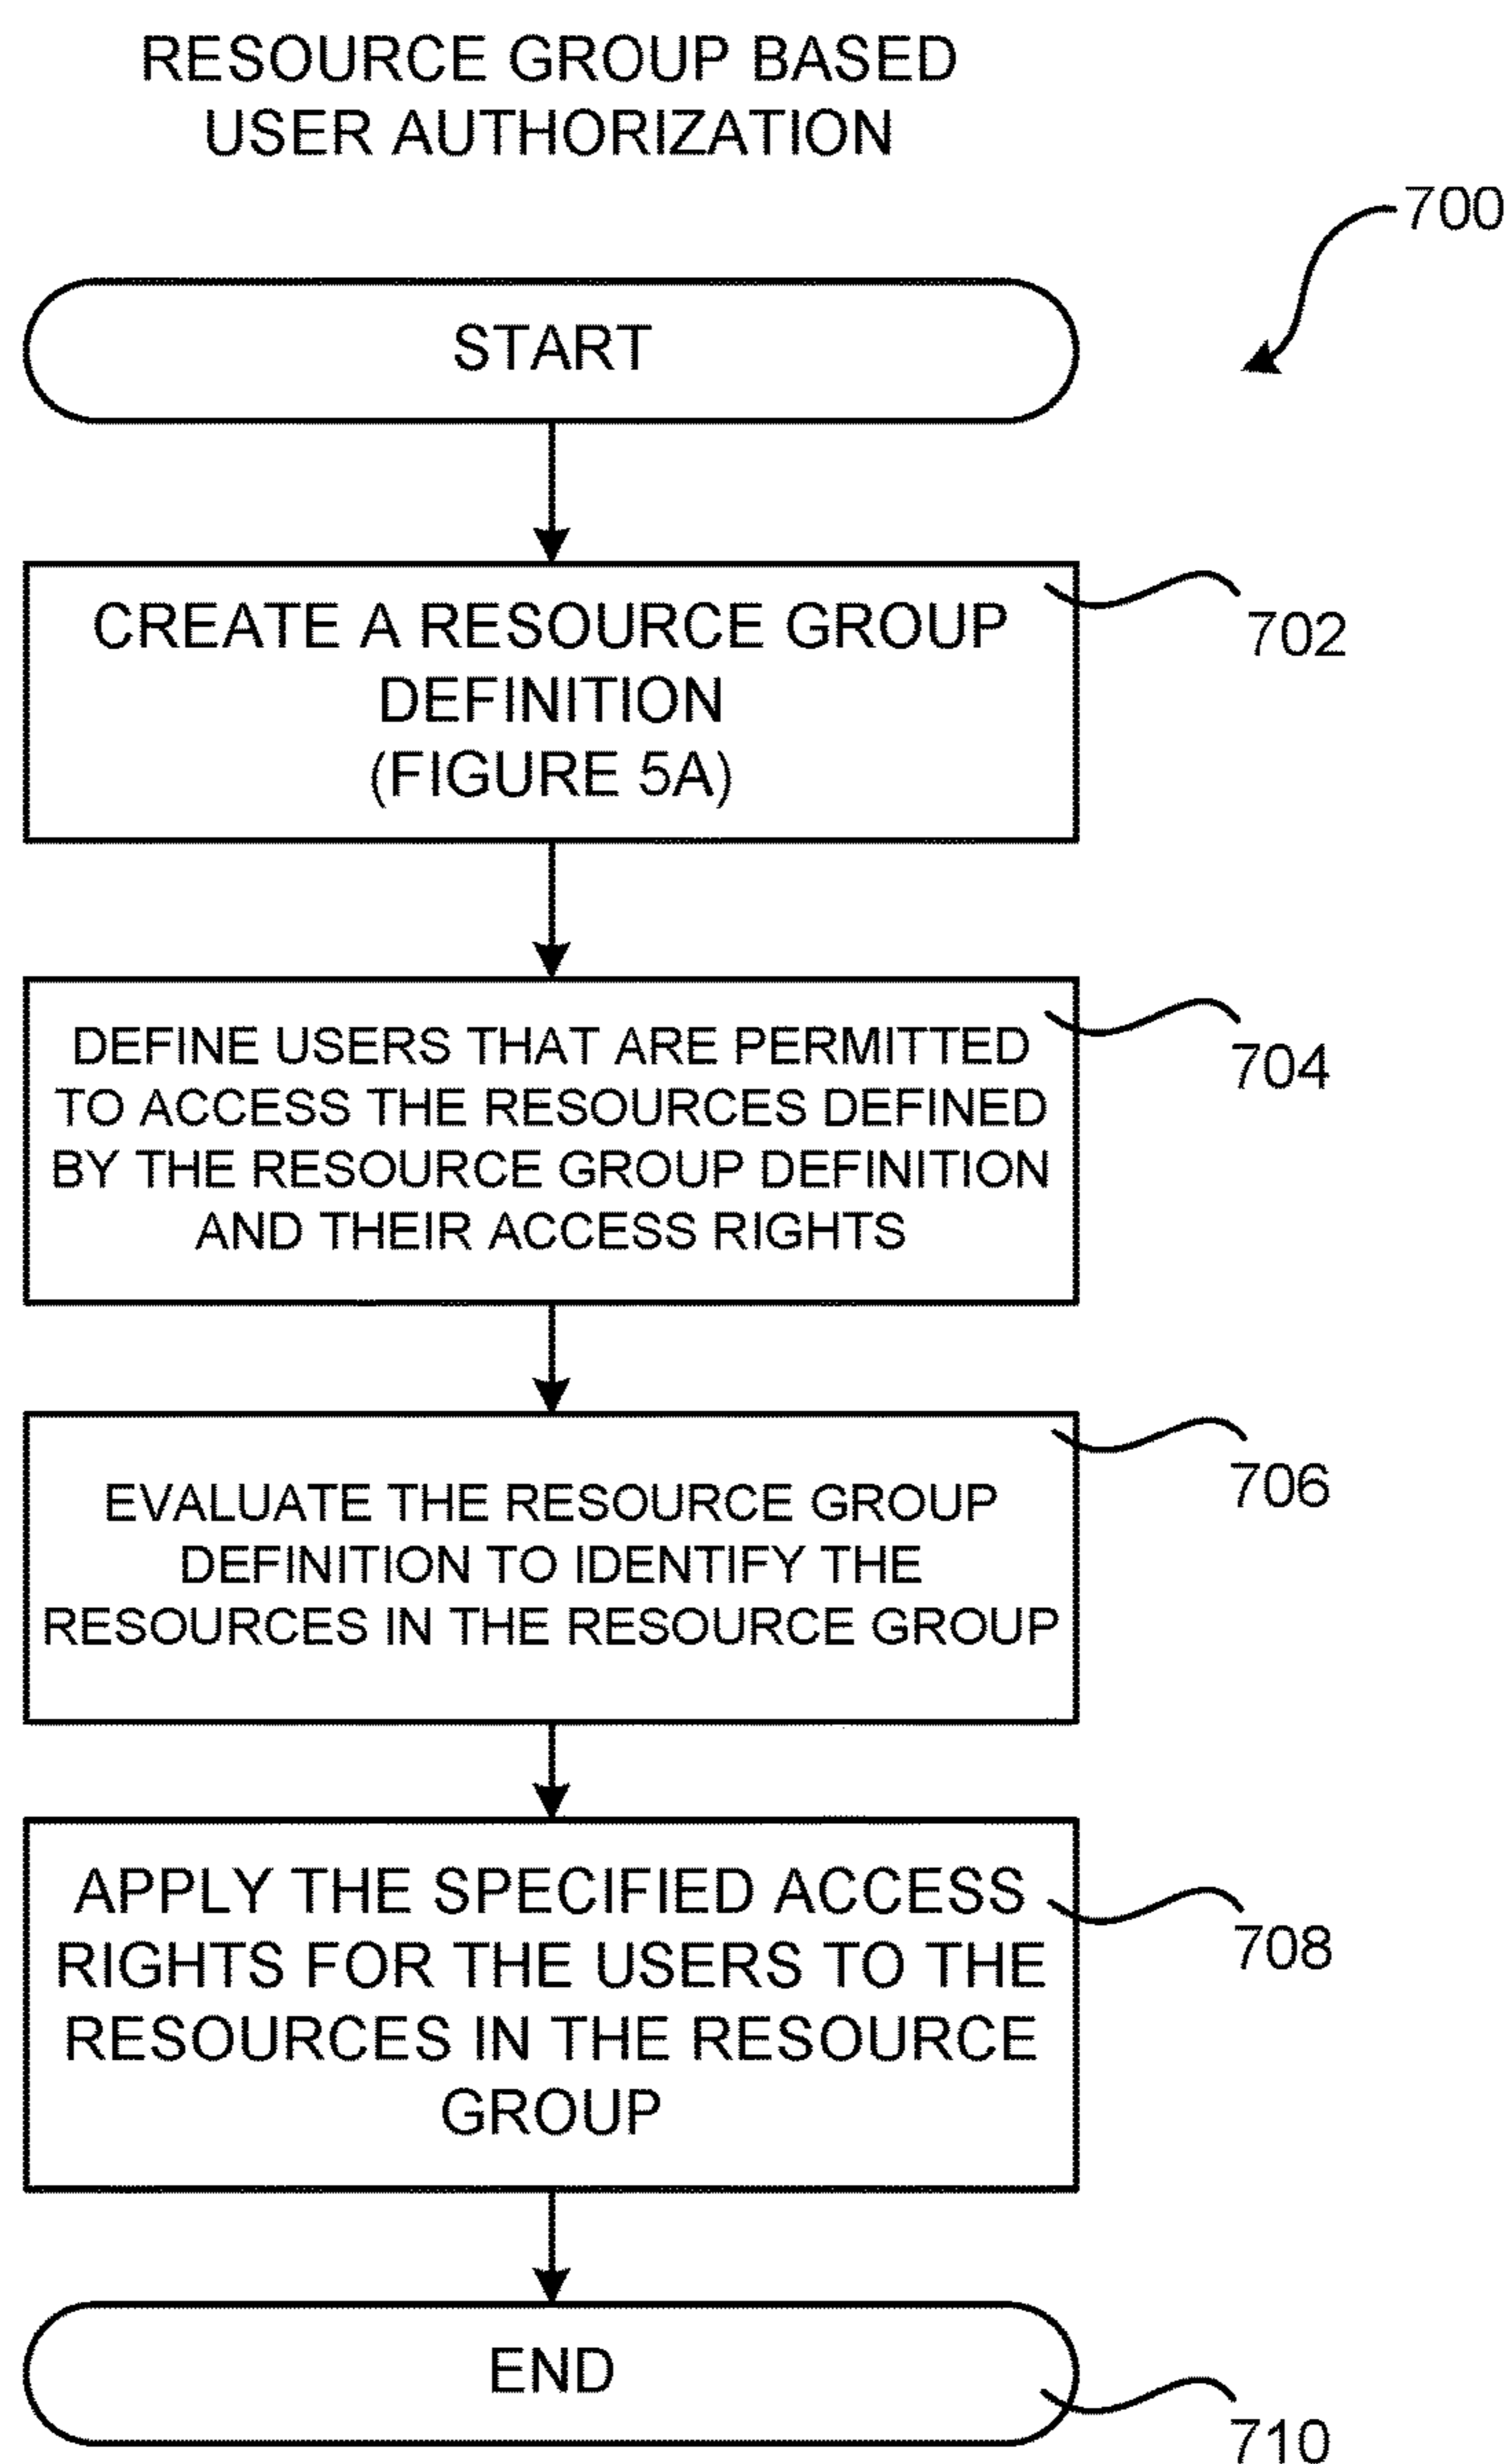 RESOURCE GROUP BASED
USER AUTHORIZATION
700
START
CREATE A RESOURCE GROUP
DEFINITION
(FIGURE 5A)
702
DEFINE USERS THAT ARE PERMITTED
TO ACCESS THE RESOURCES DEFINED
BY THE RESOURCE GROUP DEFINITION
AND THEIR ACCESS RIGHTS
704
EVALUATE THE RESOURCE GROUP
DEFINITION TO IDENTIFY THE
RESOURCES IN THE RESOURCE GROUP
706
APPLY THE SPECIFIED ACCESS
RIGHTS FOR THE USERS TO THE
RESOURCES IN THE RESOURCE
GROUP
708
END
710